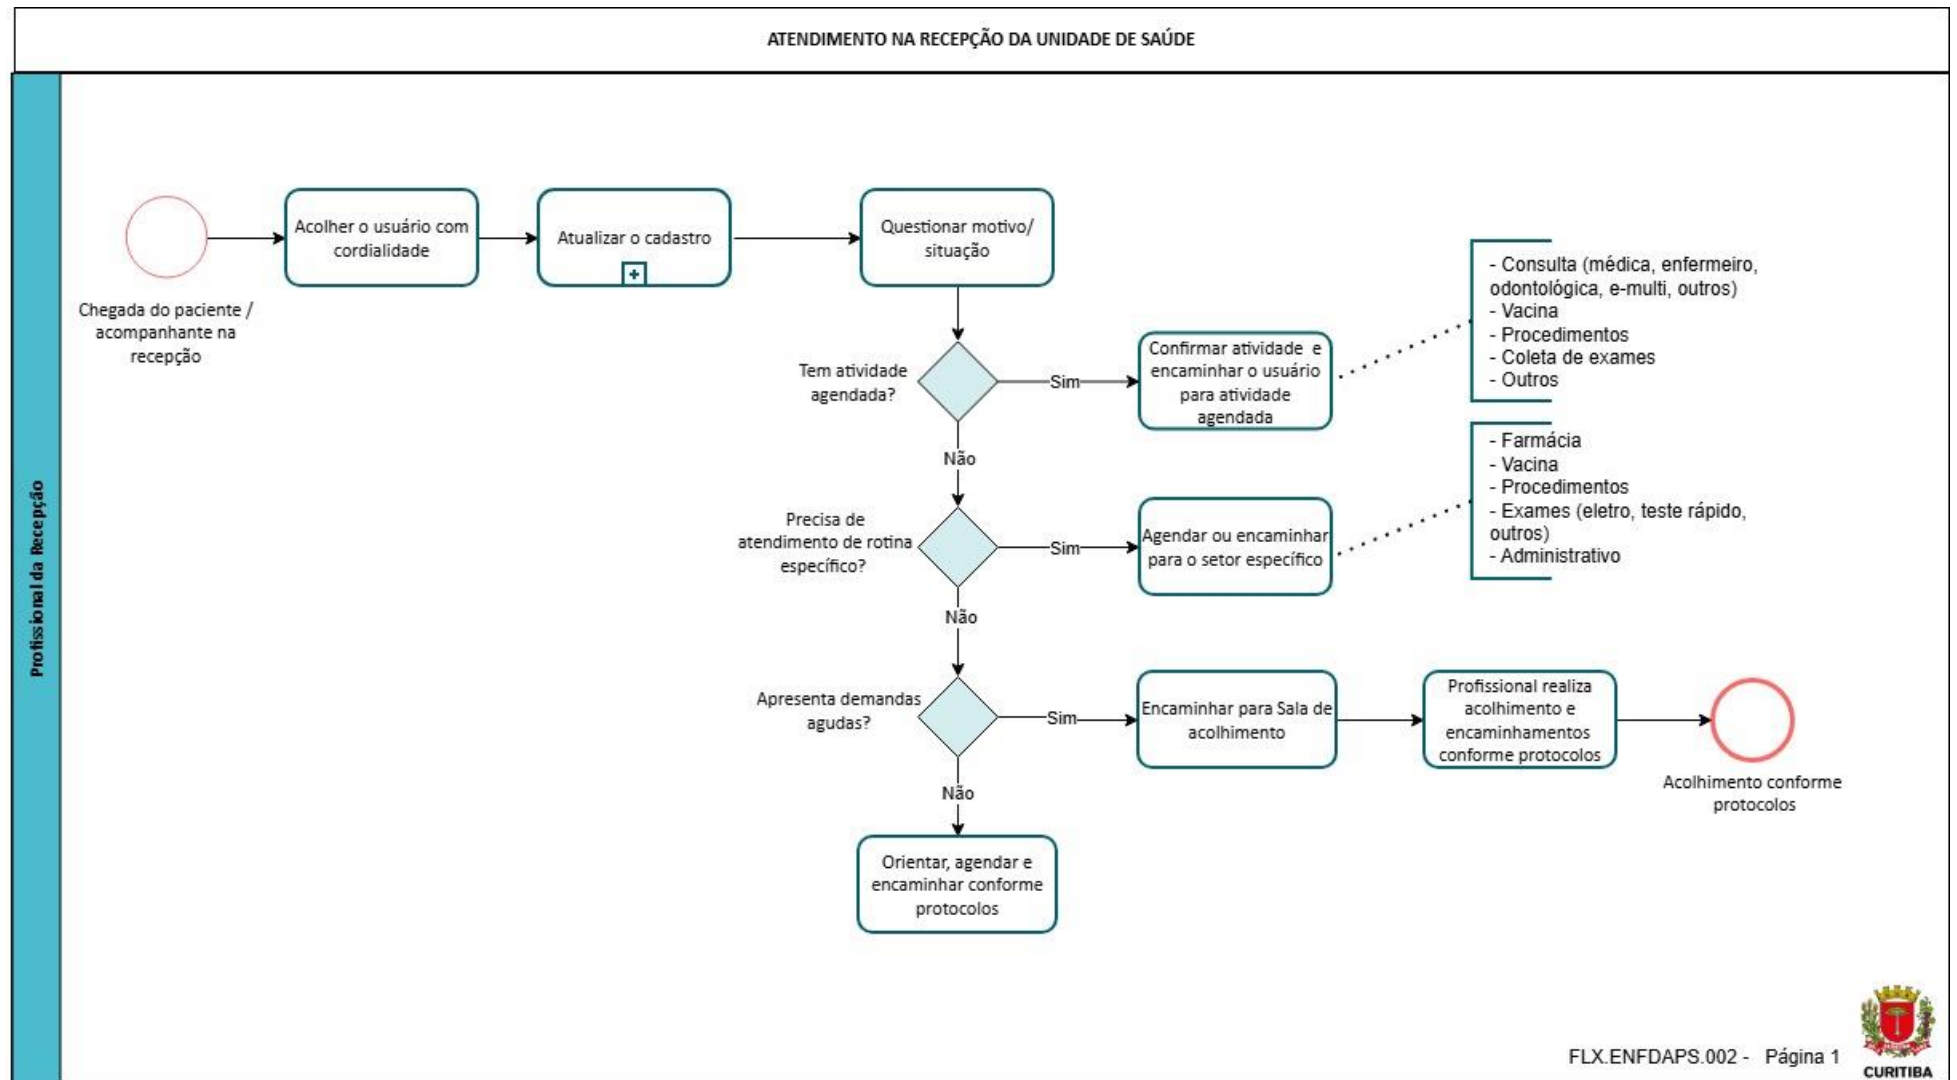 ATENDIMENTO NA RECEPÇÃO DA UNIDADE DE SAÚDE
Profissional da Recepção
Chegada do paciente /
acompanhante na
recepção
Acolher o usuário com
cordialidade
Atualizar o cadastro
+
Questionar motivo/
situação
Tem atividade
agendada?
Sim
Confirmar atividade e
encaminhar o usuário
para atividade
agendada
- Consulta (médica, enfermeiro,
odontológica, e-multi, outros)
- Vacina
- Procedimentos
- Coleta de exames
- Outros
Não
Precisa de
atendimento de rotina
específico?
Sim
Agendar ou encaminhar
para o setor específico
- Farmácia
- Vacina
- Procedimentos
- Exames (eletro, teste rápido,
outros)
- Administrativo
Não
Apresenta demandas
agudas?
Sim
Encaminhar para Sala de
acolhimento
Profissional realiza
acolhimento e
encaminhamentos
conforme protocolos
Acolhimento conforme
protocolos
Não
Orientar, agendar e
encaminhar conforme
protocolos
FLX.ENFDAPS.002 - Página 1
CURITIBA